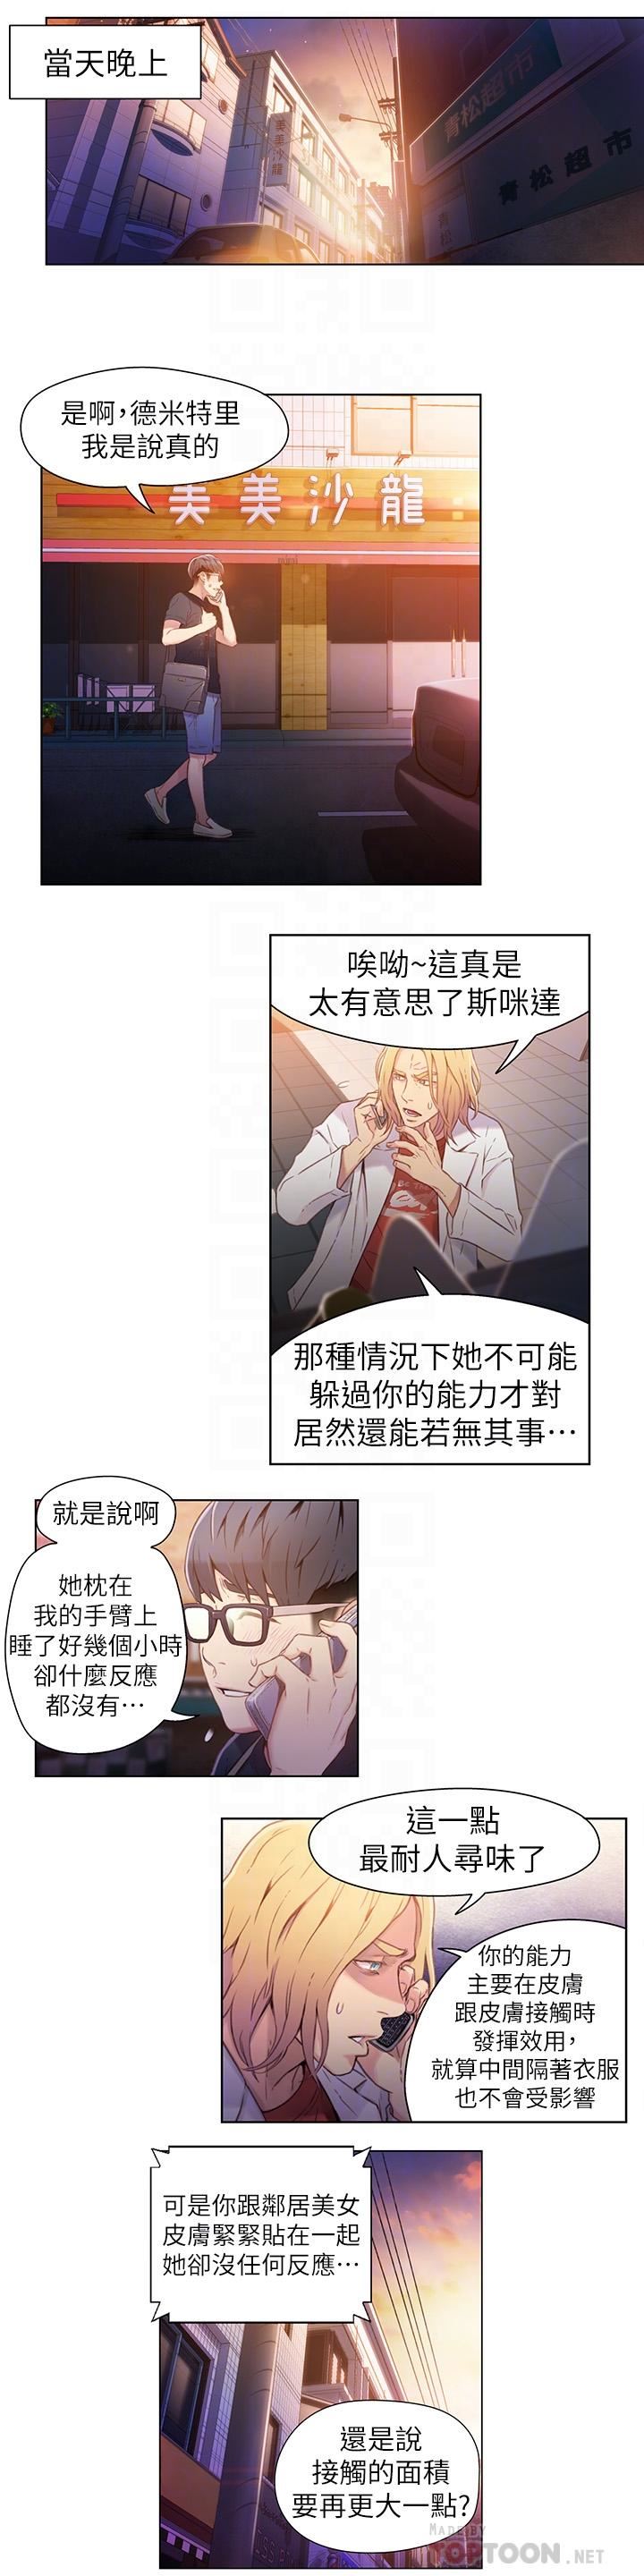 當天晚上
美美沙龍
青松超市
青松超市
青松
是啊,德米特里
我是說真的
美美沙龍
唉呦~這真是
太有意思了斯咪達
那種情況下她不可能
躲過你的能力才對
居然還能若無其事⋯
就是說啊
她枕在
我的手臂上
睡了好幾個小時
卻什麼反應
都沒有⋯
這一點
最耐人尋味了
你的能力
主要在皮膚
跟皮膚接觸時
發揮效用,
就算中間隔著衣服
也不會受影響
可是你跟鄰居美女
皮膚緊緊貼在一起
她卻沒任何反應⋯
還是說
接觸的面積
要再更大一點?
Made by
TOPTOON.NET